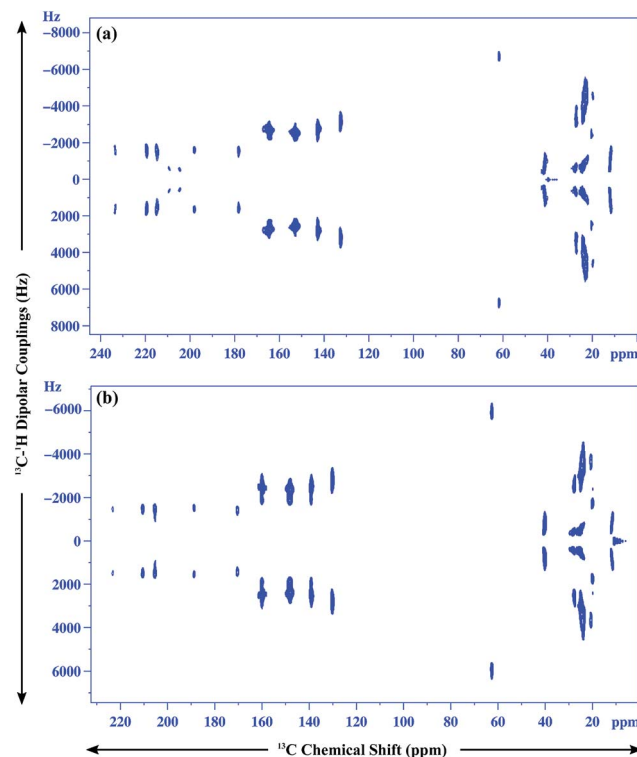 Hz
(a)
-8000
-6000
-4000
-2000
0
2000
4000
6000
8000
240 220 200 180 160 140 120 100 80 60 40 20 ppm
Hz
(b)
-6000
-4000
-2000
0
2000
4000
6000
220 200 180 160 140 120 100 80 60 40 20 ppm
¹³C-¹H Dipolar Couplings (Hz)
¹³C Chemical Shift (ppm)